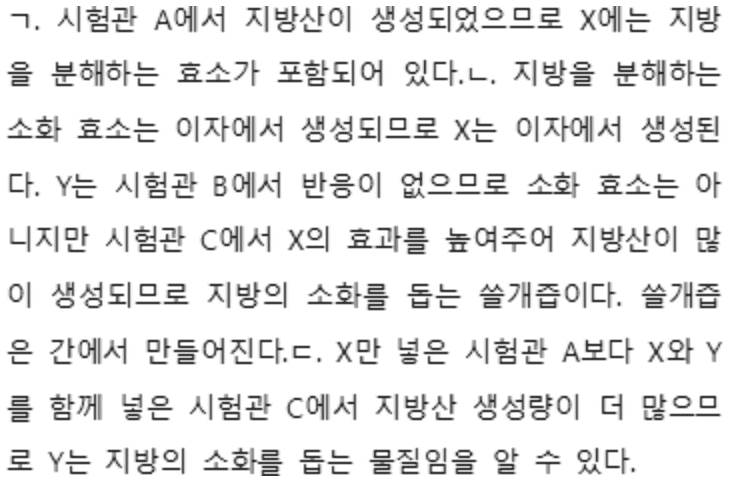 ㄱ. 시험관 A에서 지방산이 생성되었으므로 X에는 지방
을 분해하는 효소가 포함되어 있다.ㄴ. 지방을 분해하는
소화 효소는 이자에서 생성되므로 X는 이자에서 생성된
다. Y는 시험관 B에서 반응이 없으므로 소화 효소는 아
니지만 시험관 C에서 X의 효과를 높여주어 지방산이 많
이 생성되므로 지방의 소화를 돕는 쓸개즙이다. 쓸개즙
은 간에서 만들어진다.ㄷ. X만 넣은 시험관 A보다 X와 Y
를 함께 넣은 시험관 C에서 지방산 생성량이 더 많으므
로 Y는 지방의 소화를 돕는 물질임을 알 수 있다.